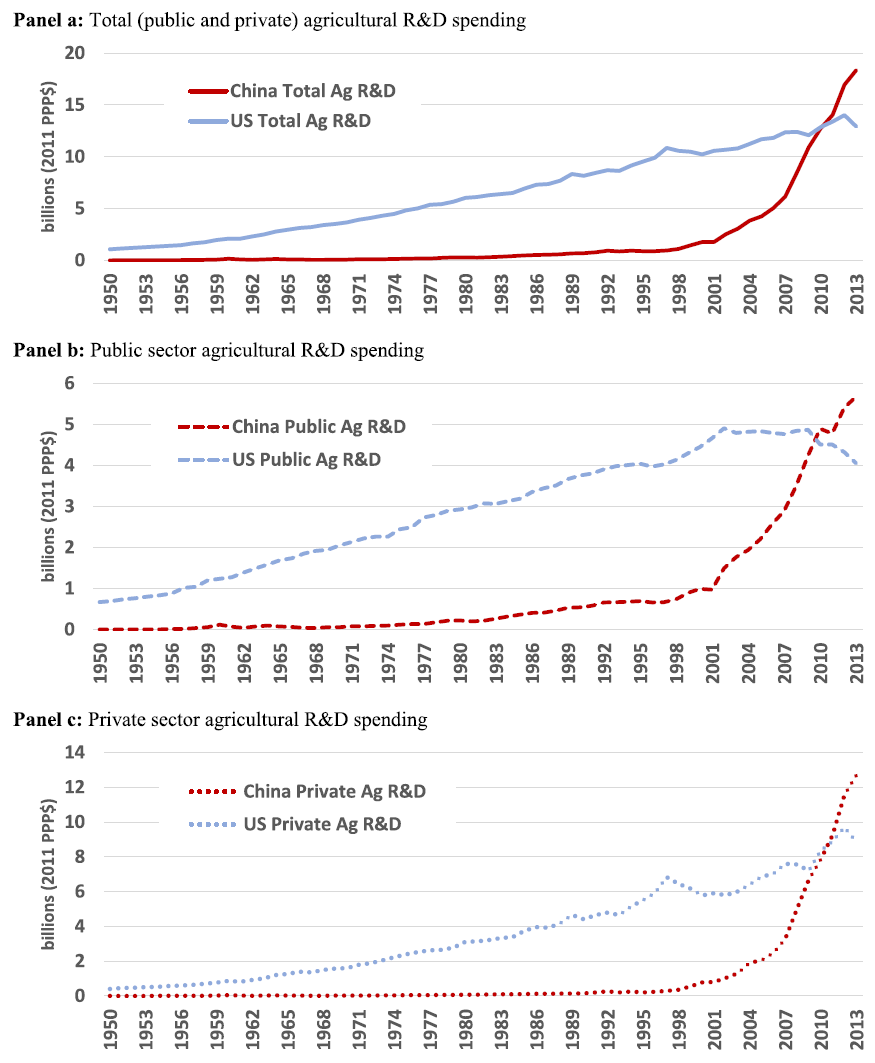 Panel a: Total (public and private) agricultural R&D spending
20
15
10
5
0
billions (2011 PPP$)
China Total Ag R&D
US Total Ag R&D
1950 1953 1956 1959 1962 1965 1968 1971 1974 1977 1980 1983 1986 1989 1992 1995 1998 2001 2004 2007 2010 2013
Panel b: Public sector agricultural R&D spending
6
5
4
3
2
1
0
billions (2011 PPP$)
China Public Ag R&D
US Public Ag R&D
1950 1953 1956 1959 1962 1965 1968 1971 1974 1977 1980 1983 1986 1989 1992 1995 1998 2001 2004 2007 2010 2013
Panel c: Private sector agricultural R&D spending
14
12
10
8
6
4
2
0
billions (2011 PPP$)
China Private Ag R&D
US Private Ag R&D
1950 1953 1956 1959 1962 1965 1968 1971 1974 1977 1980 1983 1986 1989 1992 1995 1998 2001 2004 2007 2010 2013